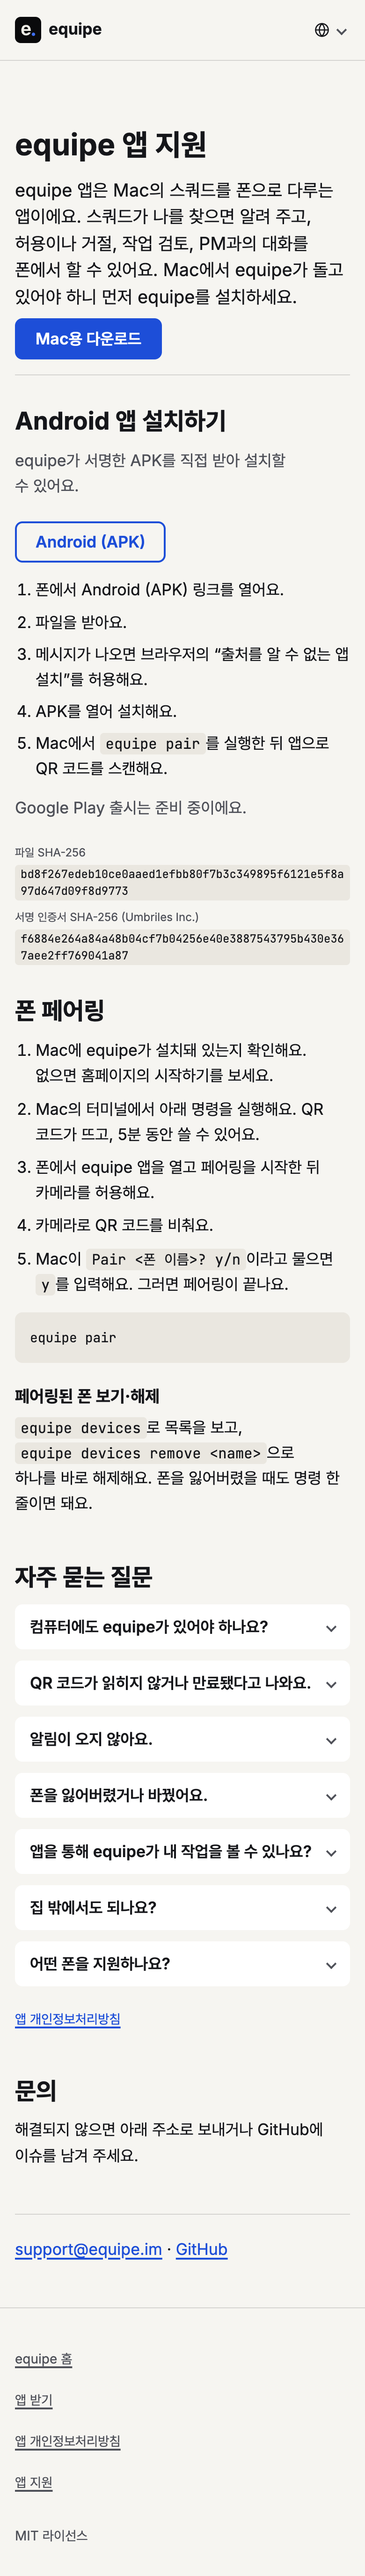 e. equipe
equipe 앱 지원
equipe 앱은 Mac의 스쿼드를 폰으로 다루는
앱이에요. 스쿼드가 나를 찾으면 알려 주고,
허용이나 거절, 작업 검토, PM과의 대화를
폰에서 할 수 있어요. Mac에서 equipe가 돌고
있어야 하니 먼저 equipe를 설치하세요.
Mac용 다운로드
Android 앱 설치하기
equipe가 서명한 APK를 직접 받아 설치할
수 있어요.
Android (APK)
1. 폰에서 Android (APK) 링크를 열어요.
2. 파일을 받아요.
3. 메시지가 나오면 브라우저의 “출처를 알 수 없는 앱
설치”를 허용해요.
4. APK를 열어 설치해요.
5. Mac에서 equipe pair를 실행한 뒤 앱으로
QR 코드를 스캔해요.
Google Play 출시는 준비 중이에요.
파일 SHA-256
bd8f267edeb10ce0aaed1efbb80f7b3c349895f6121e5f8a
97d647d09f8d9773
서명 인증서 SHA-256 (Umbriles Inc.)
f6884e264a84a48b04cf7b04256e40e3887543795b430e36
7aee2ff769041a87
폰 페어링
1. Mac에 equipe가 설치돼 있는지 확인해요.
없으면 홈페이지의 시작하기를 보세요.
2. Mac의 터미널에서 아래 명령을 실행해요. QR
코드가 뜨고, 5분 동안 쓸 수 있어요.
3. 폰에서 equipe 앱을 열고 페어링을 시작한 뒤
카메라를 허용해요.
4. 카메라로 QR 코드를 비춰요.
5. Mac이 Pair <폰 이름>? y/n이라고 물으면
y를 입력해요. 그러면 페어링이 끝나요.
equipe pair
페어링된 폰 보기·해제
equipe devices로 목록을 보고,
equipe devices remove <name>으로
하나를 바로 해제해요. 폰을 잃어버렸을 때도 명령 한
줄이면 돼요.
자주 묻는 질문
컴퓨터에도 equipe가 있어야 하나요?
QR 코드가 읽히지 않거나 만료됐다고 나와요.
알림이 오지 않아요.
폰을 잃어버렸거나 바꿨어요.
앱을 통해 equipe가 내 작업을 볼 수 있나요?
집 밖에서도 되나요?
어떤 폰을 지원하나요?
앱 개인정보처리방침
문의
해결되지 않으면 아래 주소로 보내거나 GitHub에
이슈를 남겨 주세요.
support@equipe.im · GitHub
equipe 홈
앱 받기
앱 개인정보처리방침
앱 지원
MIT 라이선스